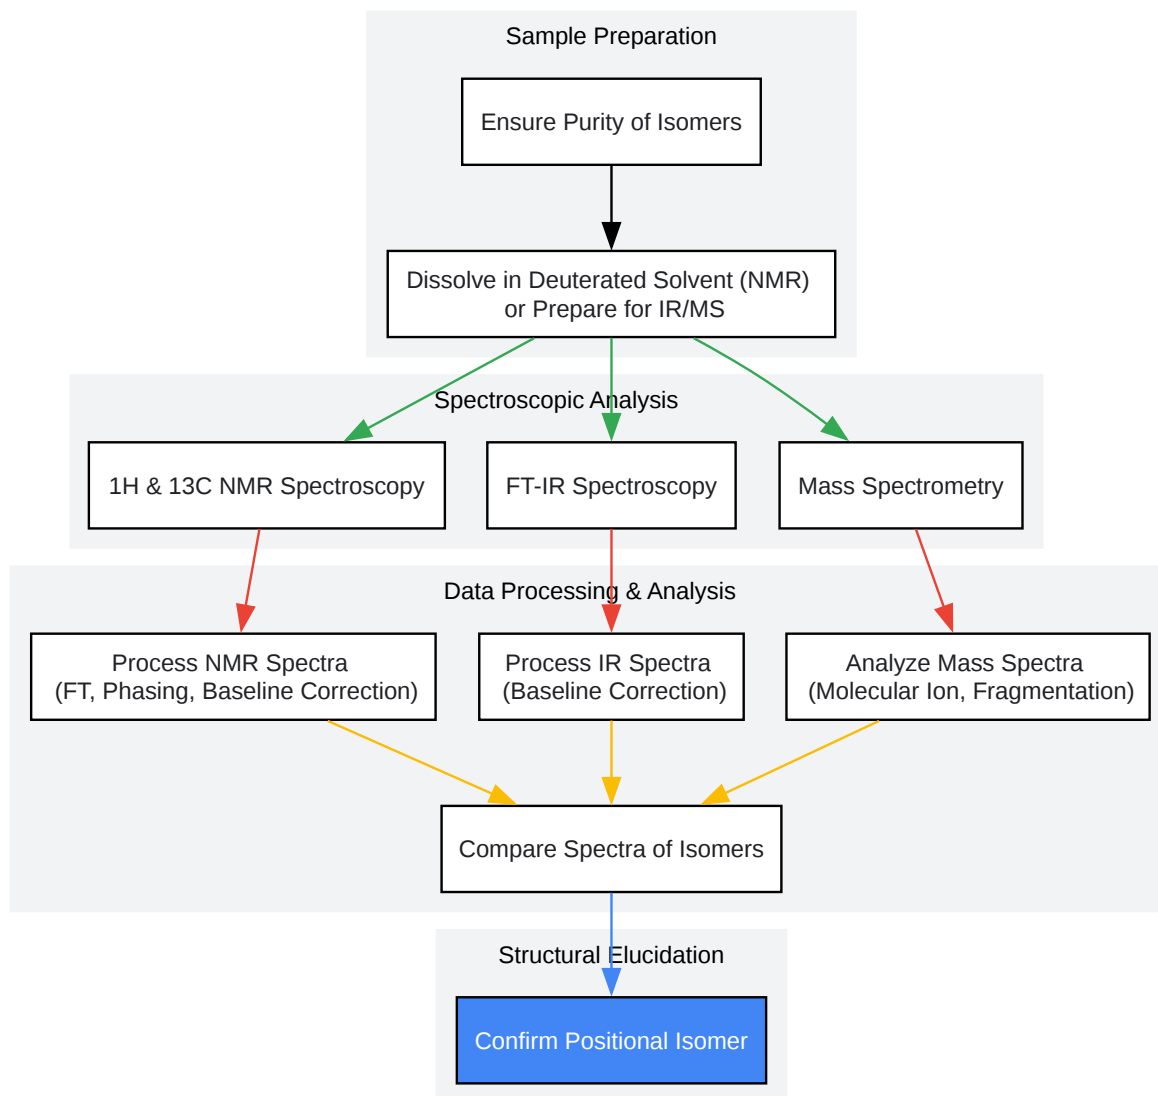 Sample Preparation
Ensure Purity of Isomers
Dissolve in Deuterated Solvent (NMR)
or Prepare for IR/MS
Spectroscopic Analysis
1H & 13C NMR Spectroscopy
FT-IR Spectroscopy
Mass Spectrometry
Data Processing & Analysis
Process NMR Spectra
(FT, Phasing, Baseline Correction)
Process IR Spectra
(Baseline Correction)
Analyze Mass Spectra
(Molecular Ion, Fragmentation)
Compare Spectra of Isomers
Structural Elucidation
Confirm Positional Isomer